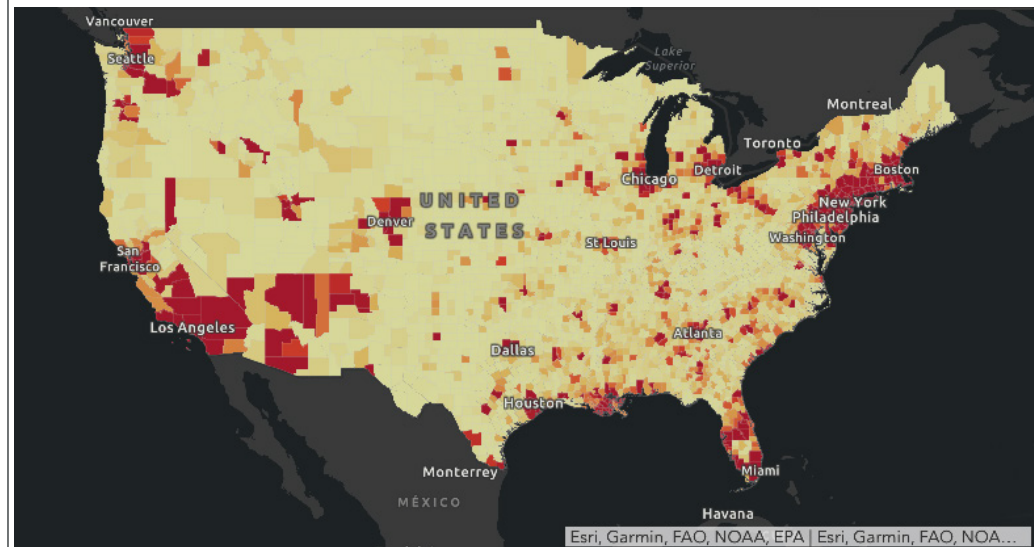 Vancouver
Seattle
Lake
Superior
Montreal
Toronto
Boston
Chicago
Detroit
New York
Philadelphia
UNITED
STATES
Denver
St Louis
Washington
San
Francisco
Los Angeles
Atlanta
Dallas
Houston
Monterrey
Miami
MÉXICO
Havana
Esri, Garmin, FAO, NOAA, EPA | Esri, Garmin, FAO, NOA...